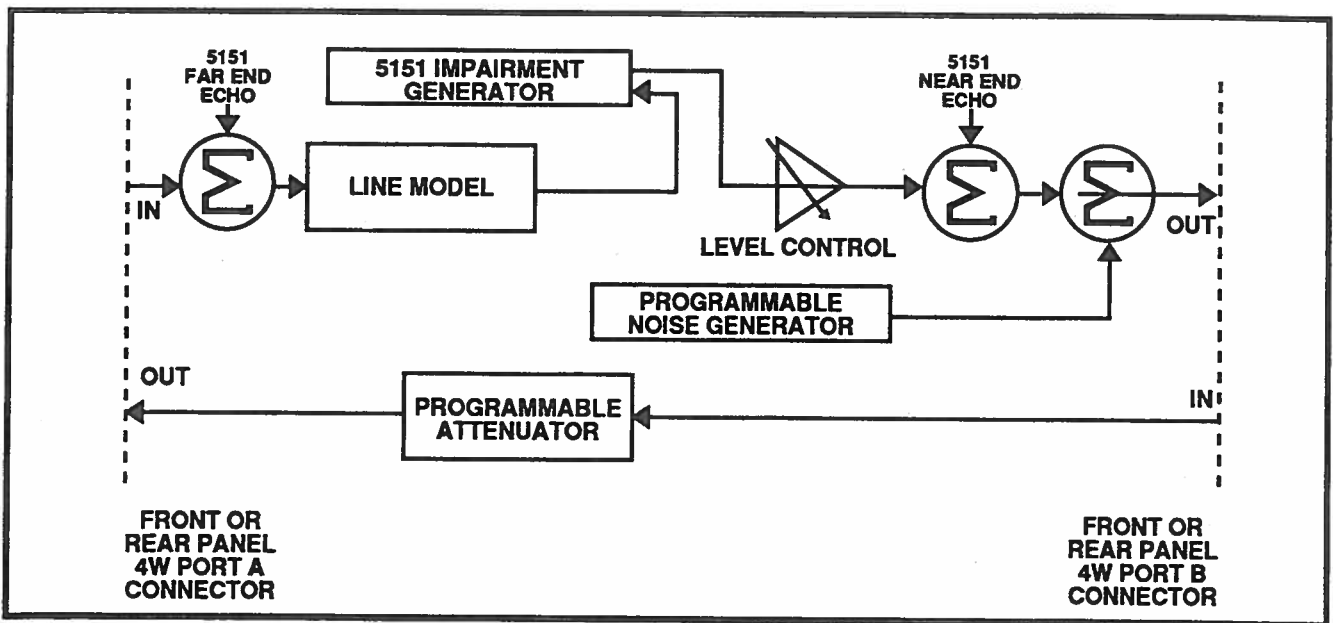 5151
FAR END
ECHO
5151 IMPAIRMENT
GENERATOR
5151
NEAR END
ECHO
IN
Σ
LINE MODEL
LEVEL CONTROL
Σ
Σ
OUT
PROGRAMMABLE
NOISE GENERATOR
OUT
PROGRAMMABLE
ATTENUATOR
IN
FRONT OR
REAR PANEL
4W PORT A
CONNECTOR
FRONT OR
REAR PANEL
4W PORT B
CONNECTOR